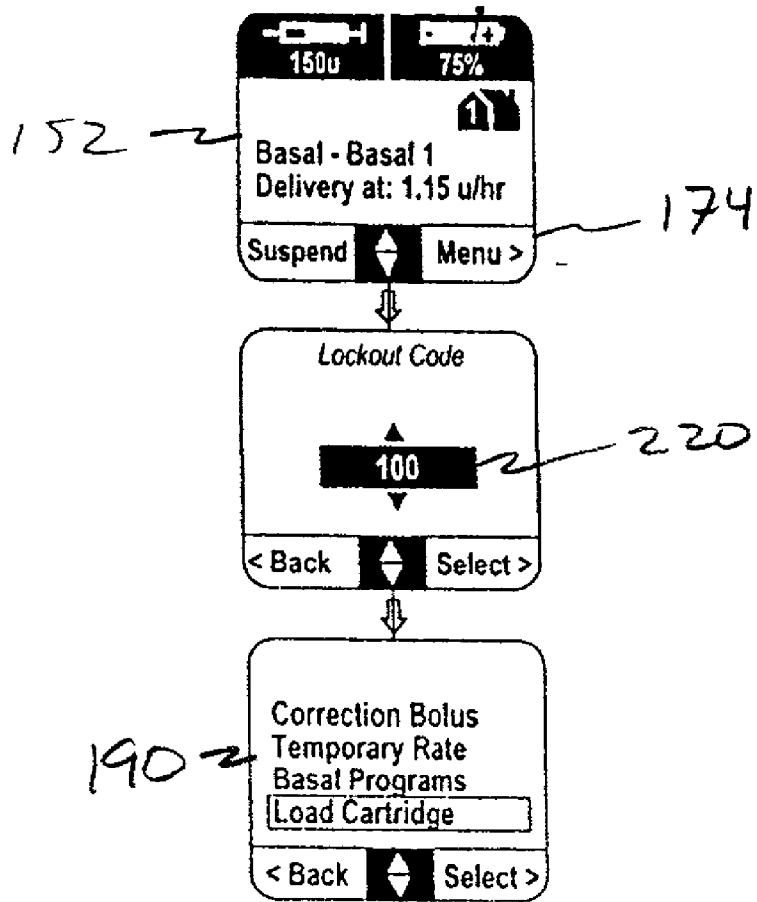 150u 75%
1
152
Basal - Basal 1
Delivery at: 1.15 u/hr
174
Suspend Menu >
Lockout Code
100
220
< Back Select >
190
Correction Bolus
Temporary Rate
Basal Programs
Load Cartridge
< Back Select >